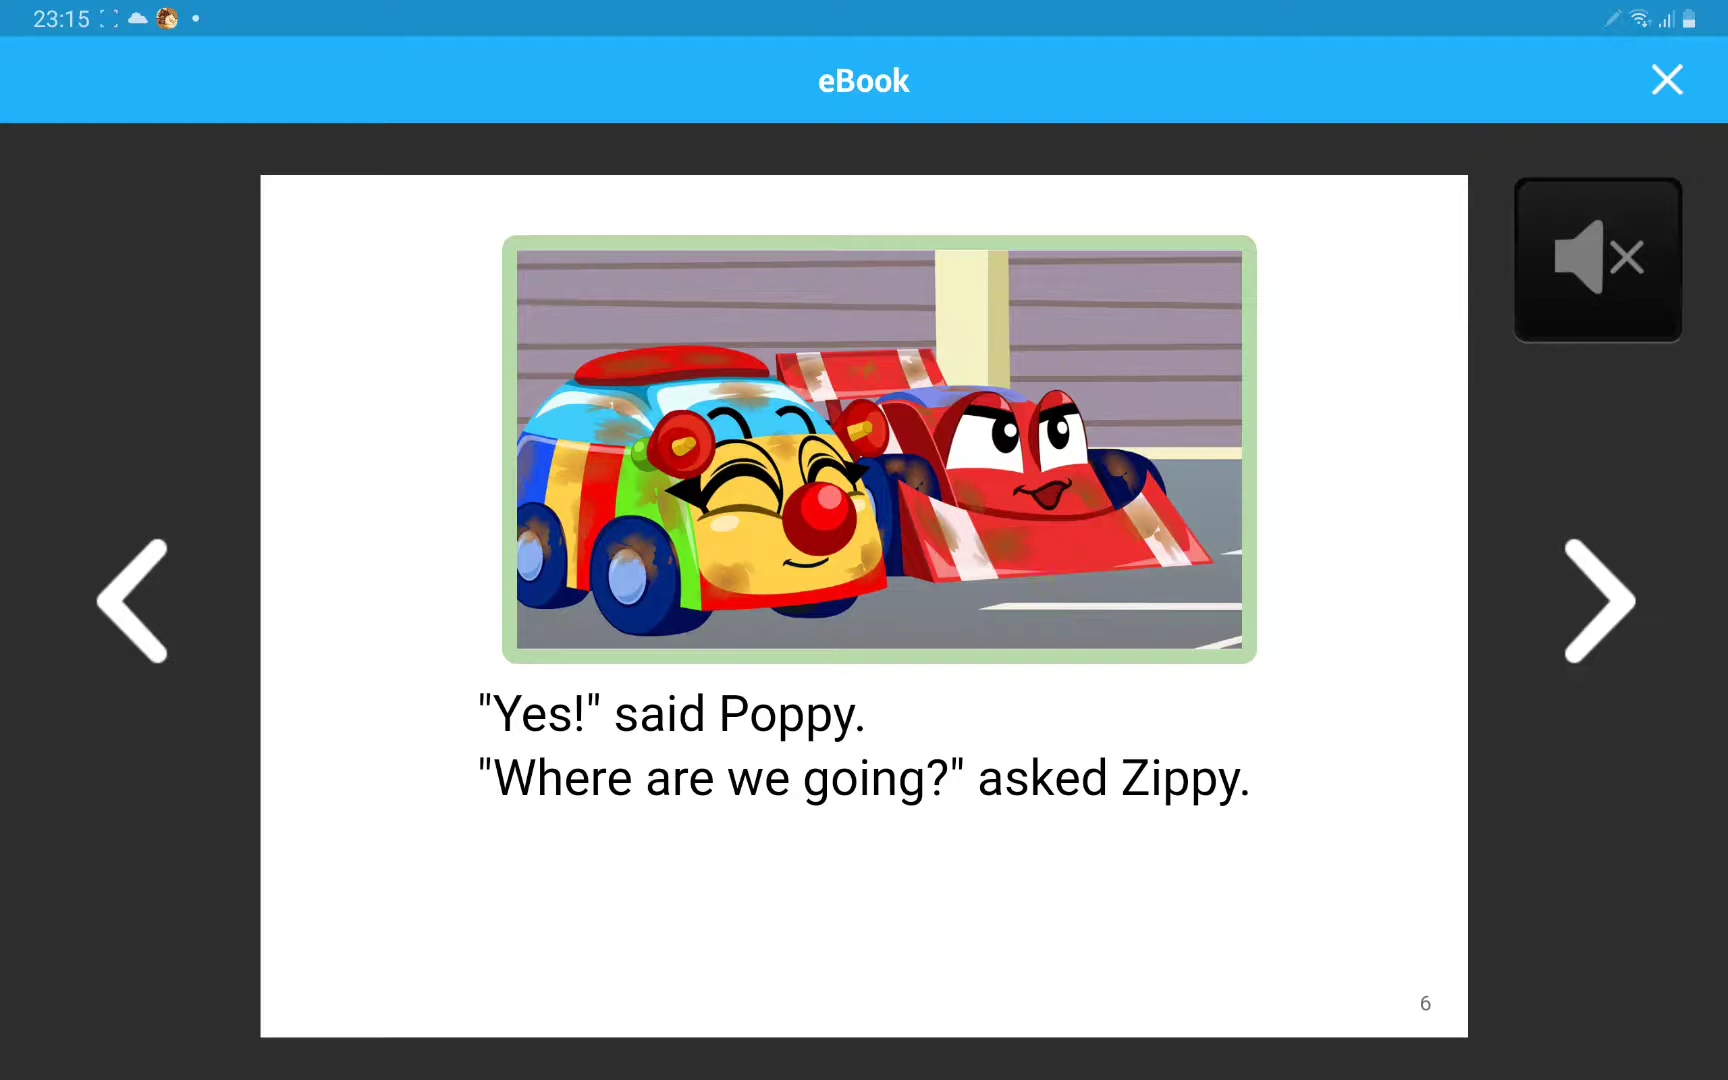 23:15
eBook
"Yes!" said Poppy.
"Where are we going?" asked Zippy.
6